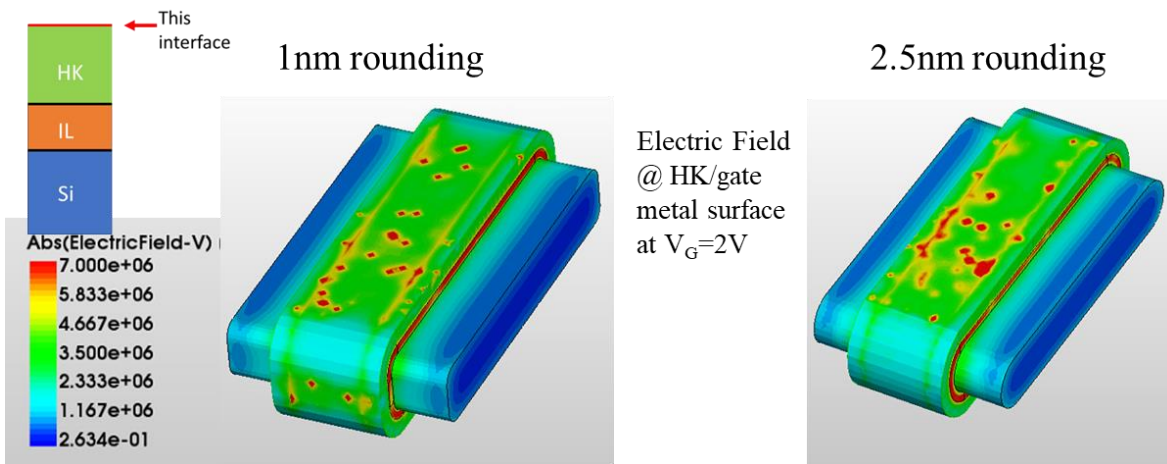 This
interface
HK
IL
Si
1nm rounding
2.5nm rounding
Electric Field
@ HK/gate
metal surface
at V_G=2V
Abs(ElectricField-V) (
7.000e+06
5.833e+06
4.667e+06
3.500e+06
2.333e+06
1.167e+06
2.634e-01